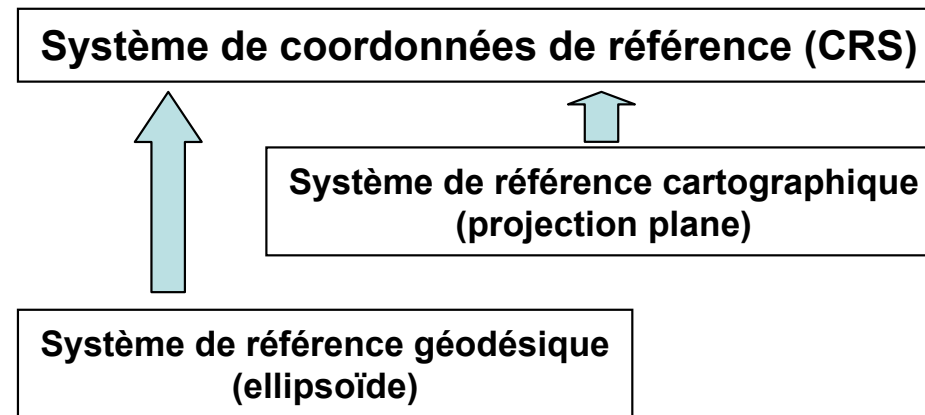 Système de coordonnées de référence (CRS)
Système de référence cartographique
(projection plane)
Système de référence géodésique
(ellipsoïde)